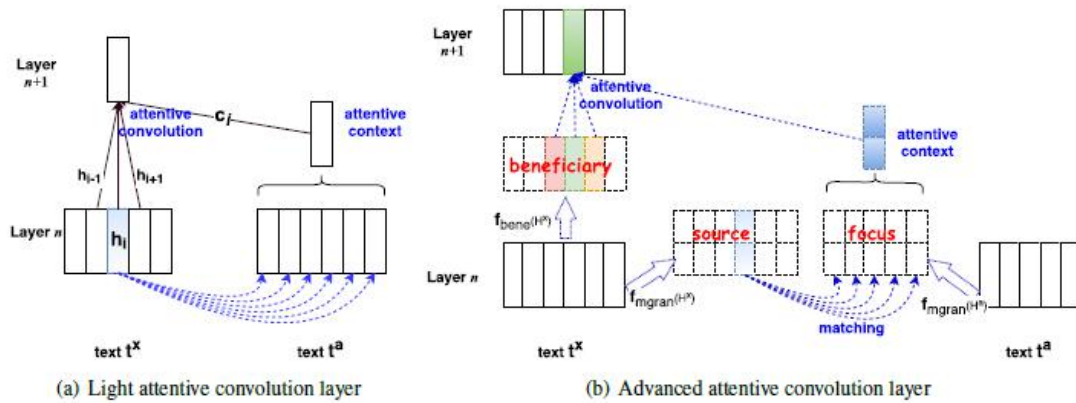 Layer
n+1
attentive
convolution
c_i
attentive
context
h_i-1
h_i+1
Layer n
h_i
text t^x
text t^a
(a) Light attentive convolution layer
Layer
n+1
attentive
convolution
beneficiary
attentive
context
f_bene(H^x)
source
focus
Layer n
f_mgran(H^x)
f_mgran(H^a)
matching
text t^x
text t^a
(b) Advanced attentive convolution layer